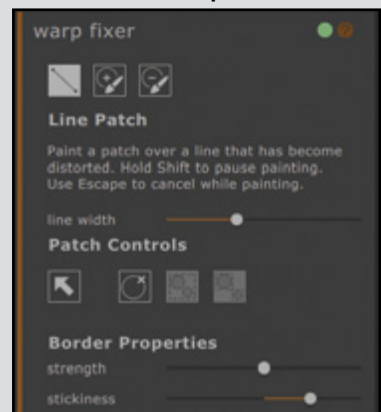 warp fixer
Line Patch
Paint a patch over a line that has become
distorted. Hold Shift to pause painting.
Use Escape to cancel while painting.
line width
Patch Controls
Border Properties
strength
stickiness